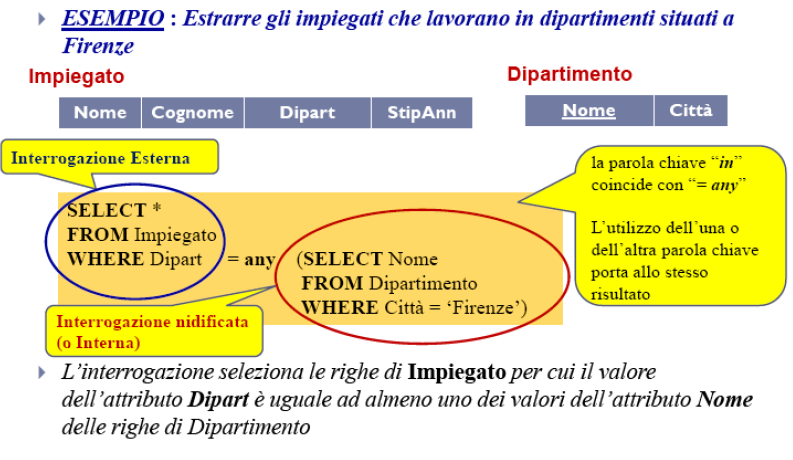 ESEMPIO : Estrarre gli impiegati che lavorano in dipartimenti situati a
Firenze
Impiegato
Dipartimento
Nome Cognome Dipart StipAnn
Nome Città
Interrogazione Esterna
la parola chiave “in”
coincide con “= any”
L’utilizzo dell’una o
dell’altra parola chiave
porta allo stesso
risultato
SELECT *
FROM Impiegato
WHERE Dipart = any (SELECT Nome
FROM Dipartimento
WHERE Città = ‘Firenze’)
Interrogazione nidificata
(o Interna)
L’interrogazione seleziona le righe di Impiegato per cui il valore
dell’attributo Dipart è uguale ad almeno uno dei valori dell’attributo Nome
delle righe di Dipartimento